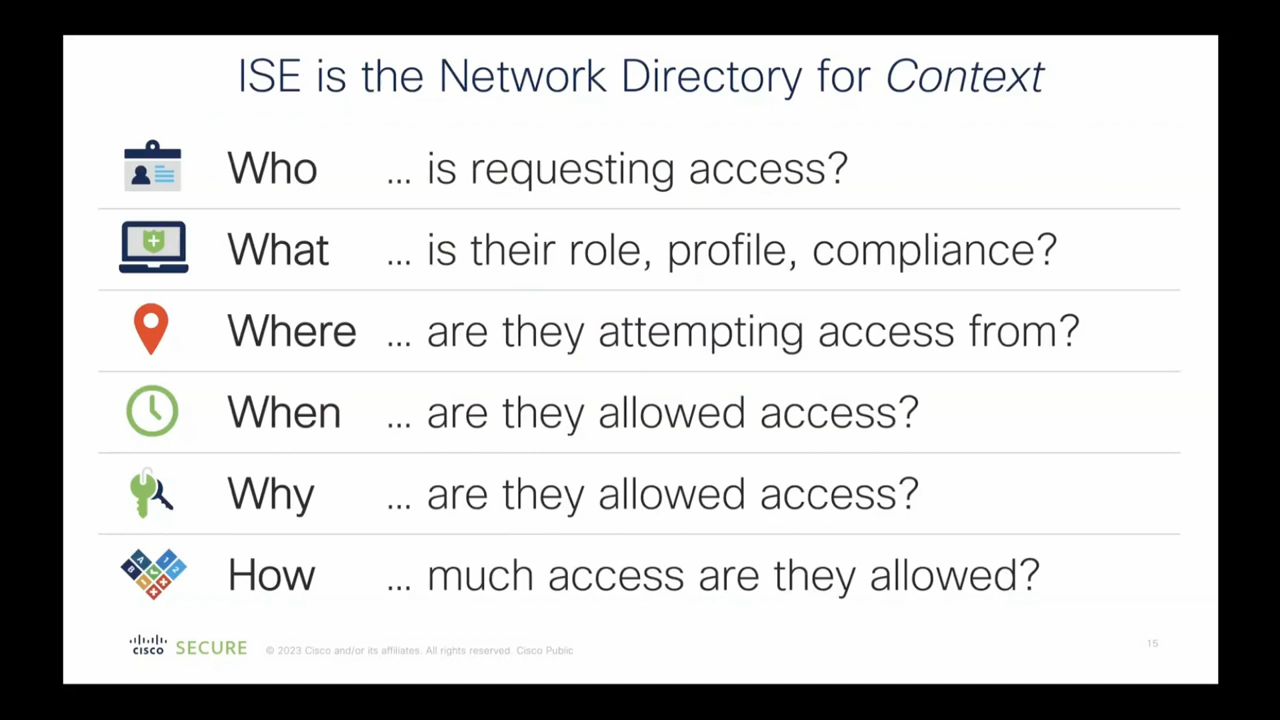 ISE is the Network Directory for Context
Who ... is requesting access?
What ... is their role, profile, compliance?
Where ... are they attempting access from?
When ... are they allowed access?
Why ... are they allowed access?
How ... much access are they allowed?
cisco SECURE © 2023 Cisco and/or its affiliates. All rights reserved. Cisco Public 15